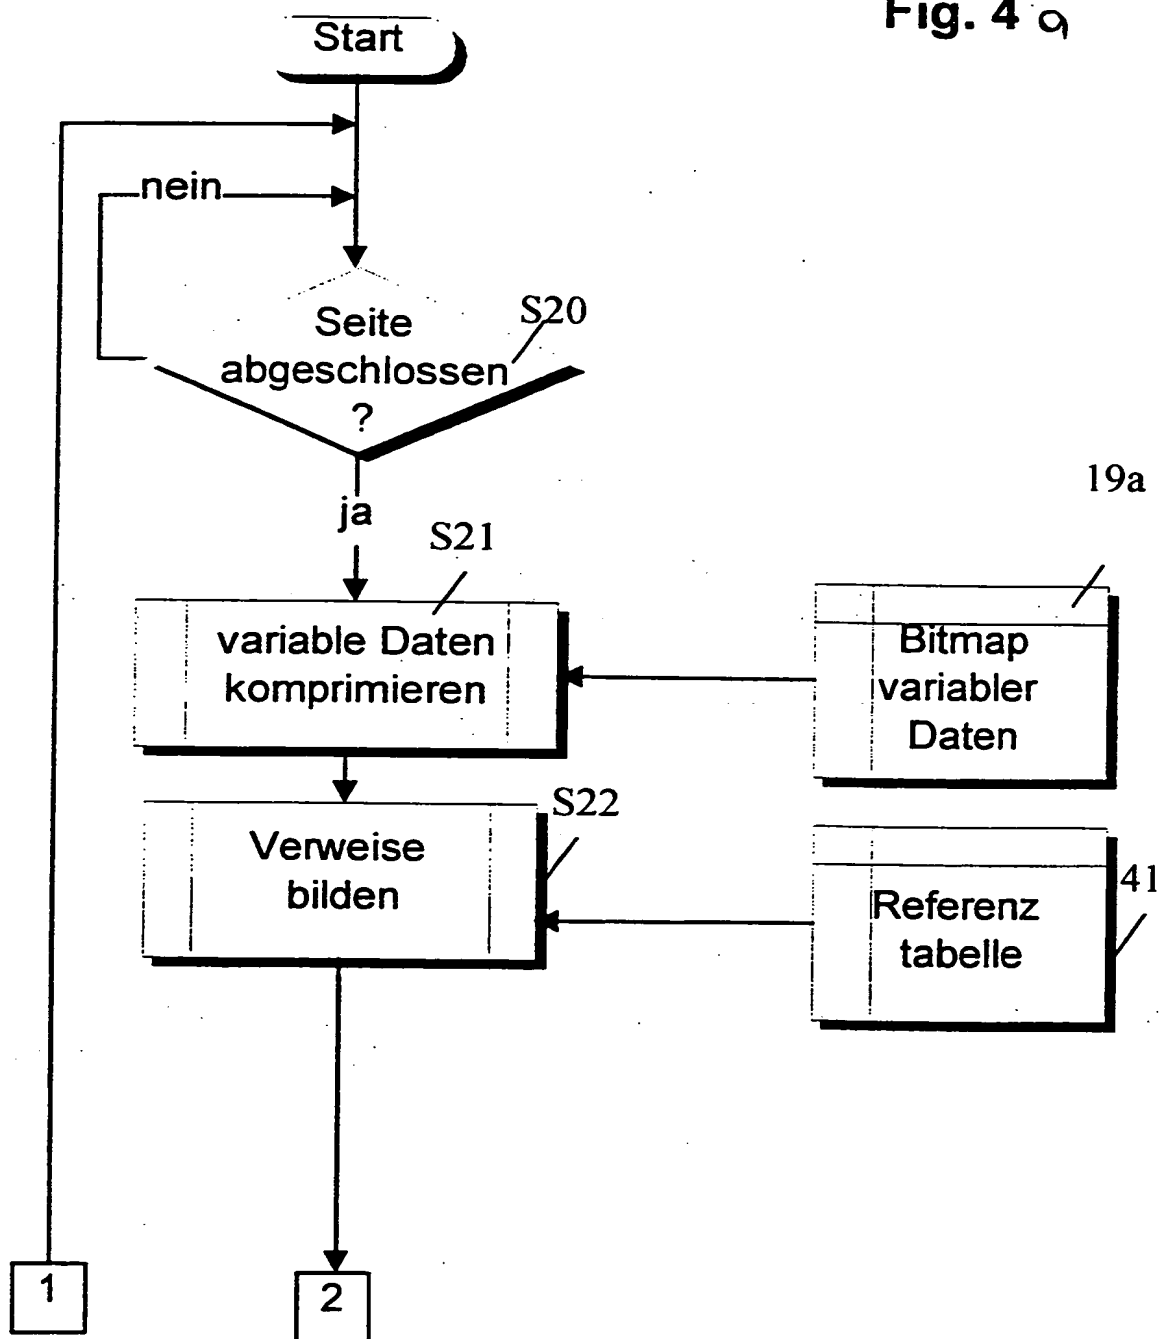 Fig. 4 a
Start
nein
Seite
abgeschlossen
?
S20
ja
S21
variable Daten
komprimieren
19a
Bitmap
variabler
Daten
S22
Verweise
bilden
41
Referenz
tabelle
1
2